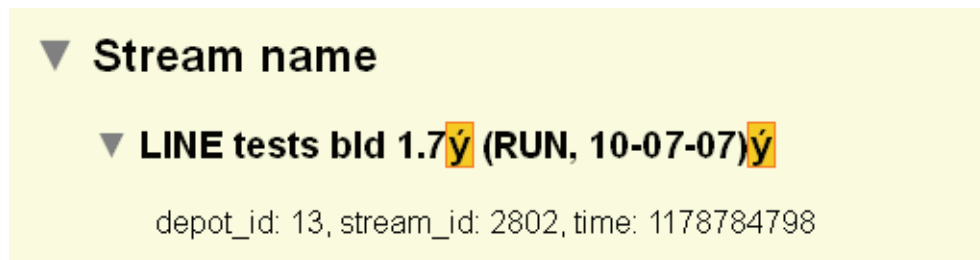 Stream name
LINE tests bld 1.7ý (RUN, 10-07-07)ý
depot_id: 13, stream_id: 2802, time: 1178784798